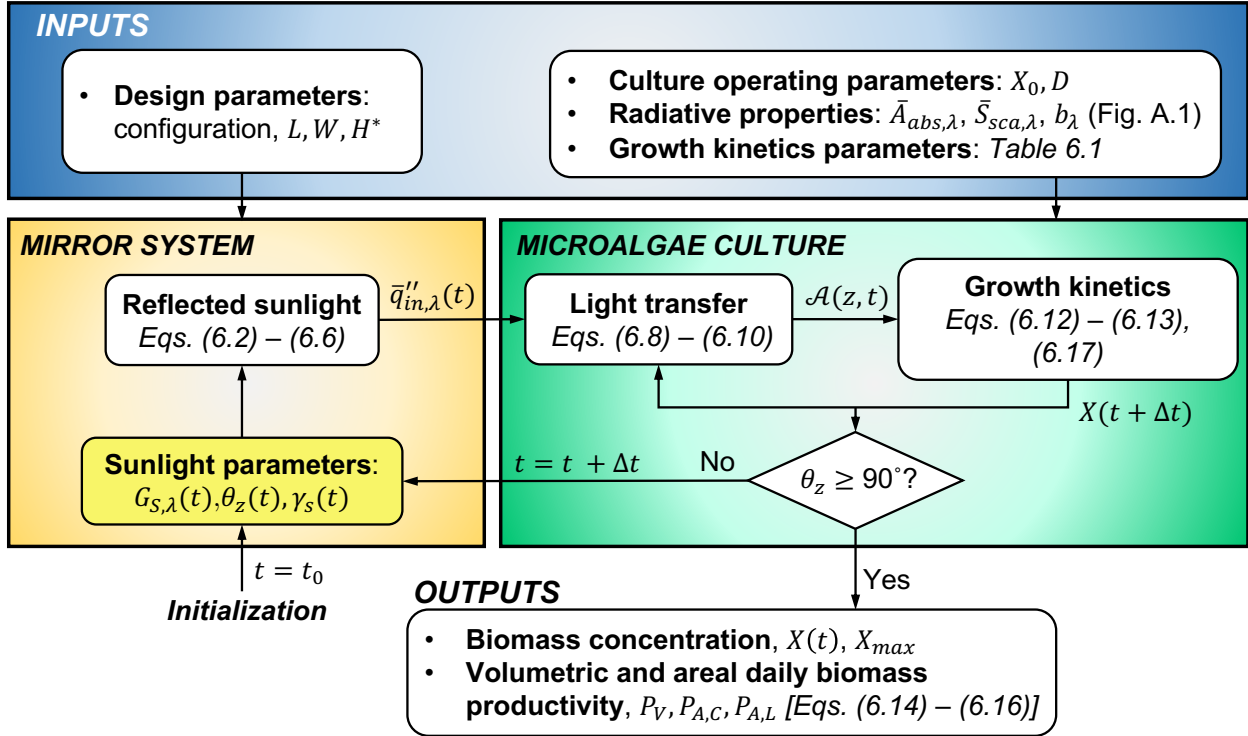 INPUTS
• Design parameters:
configuration, L, W, H*
• Culture operating parameters: X₀, D
• Radiative properties: Ā_abs,λ, S̄_sca,λ, b_λ (Fig. A.1)
• Growth kinetics parameters: Table 6.1
MIRROR SYSTEM
Reflected sunlight
Eqs. (6.2) – (6.6)
q̄″_in,λ(t)
Sunlight parameters:
G_S,λ(t),θ_z(t),γ_s(t)
t = t₀
Initialization
MICROALGAE CULTURE
Light transfer
Eqs. (6.8) – (6.10)
𝒜(z, t)
Growth kinetics
Eqs. (6.12) – (6.13),
(6.17)
X(t + Δt)
θ_z ≥ 90°?
No
t = t + Δt
Yes
OUTPUTS
• Biomass concentration, X(t), X_max
• Volumetric and areal daily biomass
productivity, P_V, P_A,C, P_A,L [Eqs. (6.14) – (6.16)]